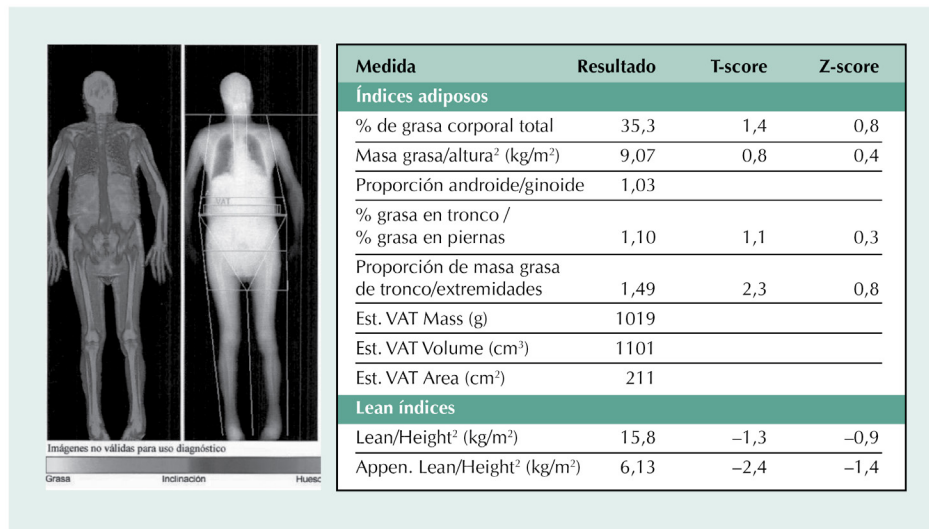 VAT
Imágenes no válidas para uso diagnóstico
Grasa Inclinación Hueso
Medida Resultado T-score Z-score
Índices adiposos
% de grasa corporal total 35,3 1,4 0,8
Masa grasa/altura² (kg/m²) 9,07 0,8 0,4
Proporción androide/ginoide 1,03
% grasa en tronco /
% grasa en piernas 1,10 1,1 0,3
Proporción de masa grasa
de tronco/extremidades 1,49 2,3 0,8
Est. VAT Mass (g) 1019
Est. VAT Volume (cm³) 1101
Est. VAT Area (cm²) 211
Lean índices
Lean/Height² (kg/m²) 15,8 –1,3 –0,9
Appen. Lean/Height² (kg/m²) 6,13 –2,4 –1,4